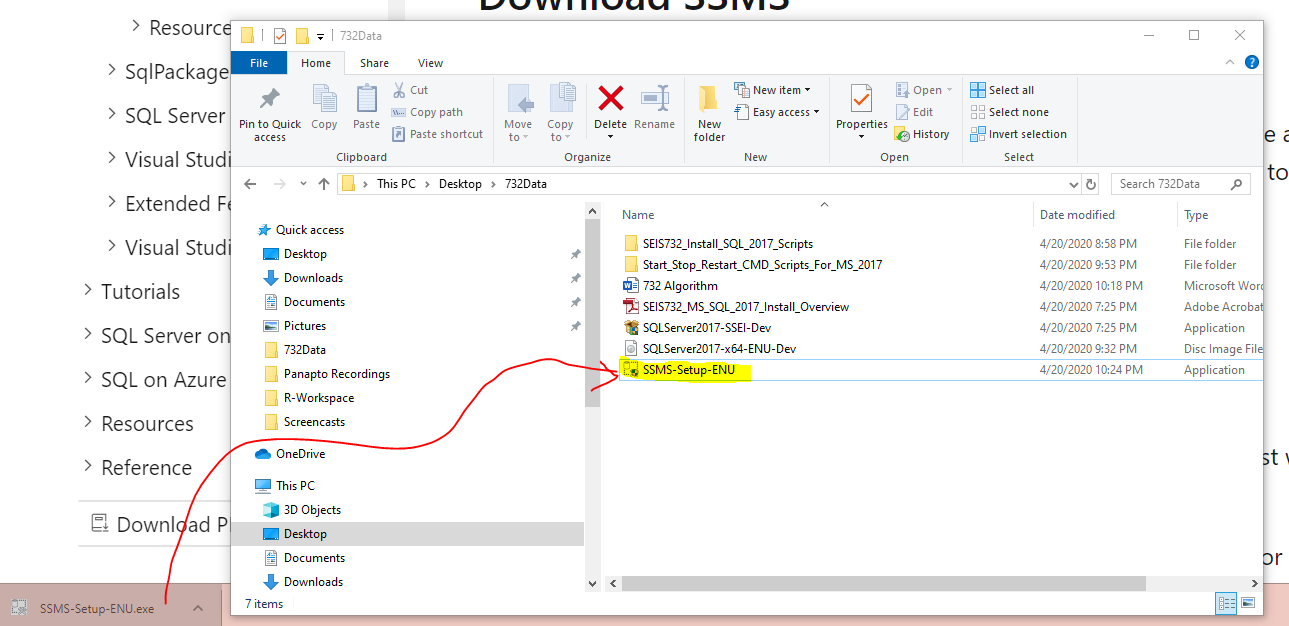 Download SSMS
Resource
SqlPackage
SQL Server
Visual Studi
Extended Fe
Visual Studi
Tutorials
SQL Server on
SQL on Azure
Resources
Reference
Download P
SSMS-Setup-ENU.exe
732Data
File Home Share View
Pin to Quick access
Copy
Paste
Cut
Copy path
Paste shortcut
Clipboard
Move to
Copy to
Delete
Rename
Organize
New folder
New item
Easy access
New
Properties
Open
Edit
History
Open
Select all
Select none
Invert selection
Select
This PC > Desktop > 732Data
Search 732Data
Quick access
Desktop
Downloads
Documents
Pictures
732Data
Panapto Recordings
R-Workspace
Screencasts
OneDrive
This PC
3D Objects
Desktop
Documents
Downloads
Name Date modified Type
SEIS732_Install_SQL_2017_Scripts 4/20/2020 8:58 PM File folder
Start_Stop_Restart_CMD_Scripts_For_MS_2017 4/20/2020 9:53 PM File folder
732 Algorithm 4/20/2020 10:18 PM Microsoft Word
SEIS732_MS_SQL_2017_Install_Overview 4/20/2020 7:25 PM Adobe Acrobat
SQLServer2017-SSEI-Dev 4/20/2020 7:25 PM Application
SQLServer2017-x64-ENU-Dev 4/20/2020 9:32 PM Disc Image File
SSMS-Setup-ENU 4/20/2020 10:24 PM Application
7 items
e a
to
st w
or